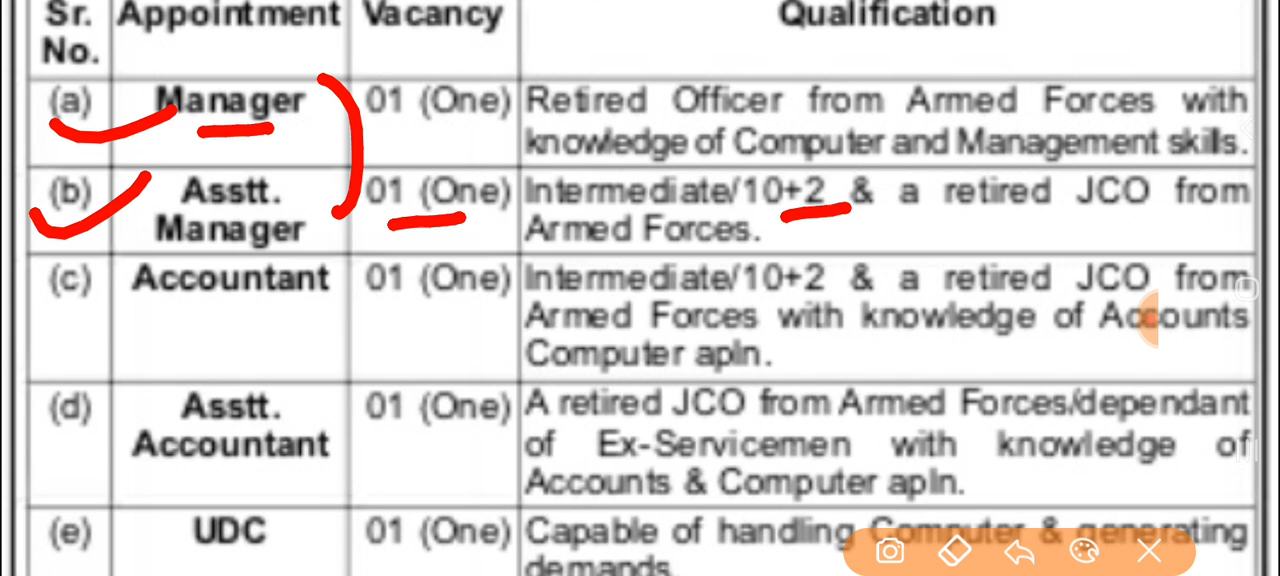 Sr. Appointment Vacancy Qualification
No.
(a) Manager 01 (One) Retired Officer from Armed Forces with
knowledge of Computer and Management skills.
(b) Asstt. 01 (One) Intermediate/10+2 & a retired JCO from
Manager Armed Forces.
(c) Accountant 01 (One) Intermediate/10+2 & a retired JCO from
Armed Forces with knowledge of Accounts
Computer apln.
(d) Asstt. 01 (One) A retired JCO from Armed Forces/dependant
Accountant of Ex-Servicemen with knowledge of
Accounts & Computer apln.
(e) UDC 01 (One) Capable of handling Computer & generating
demands.